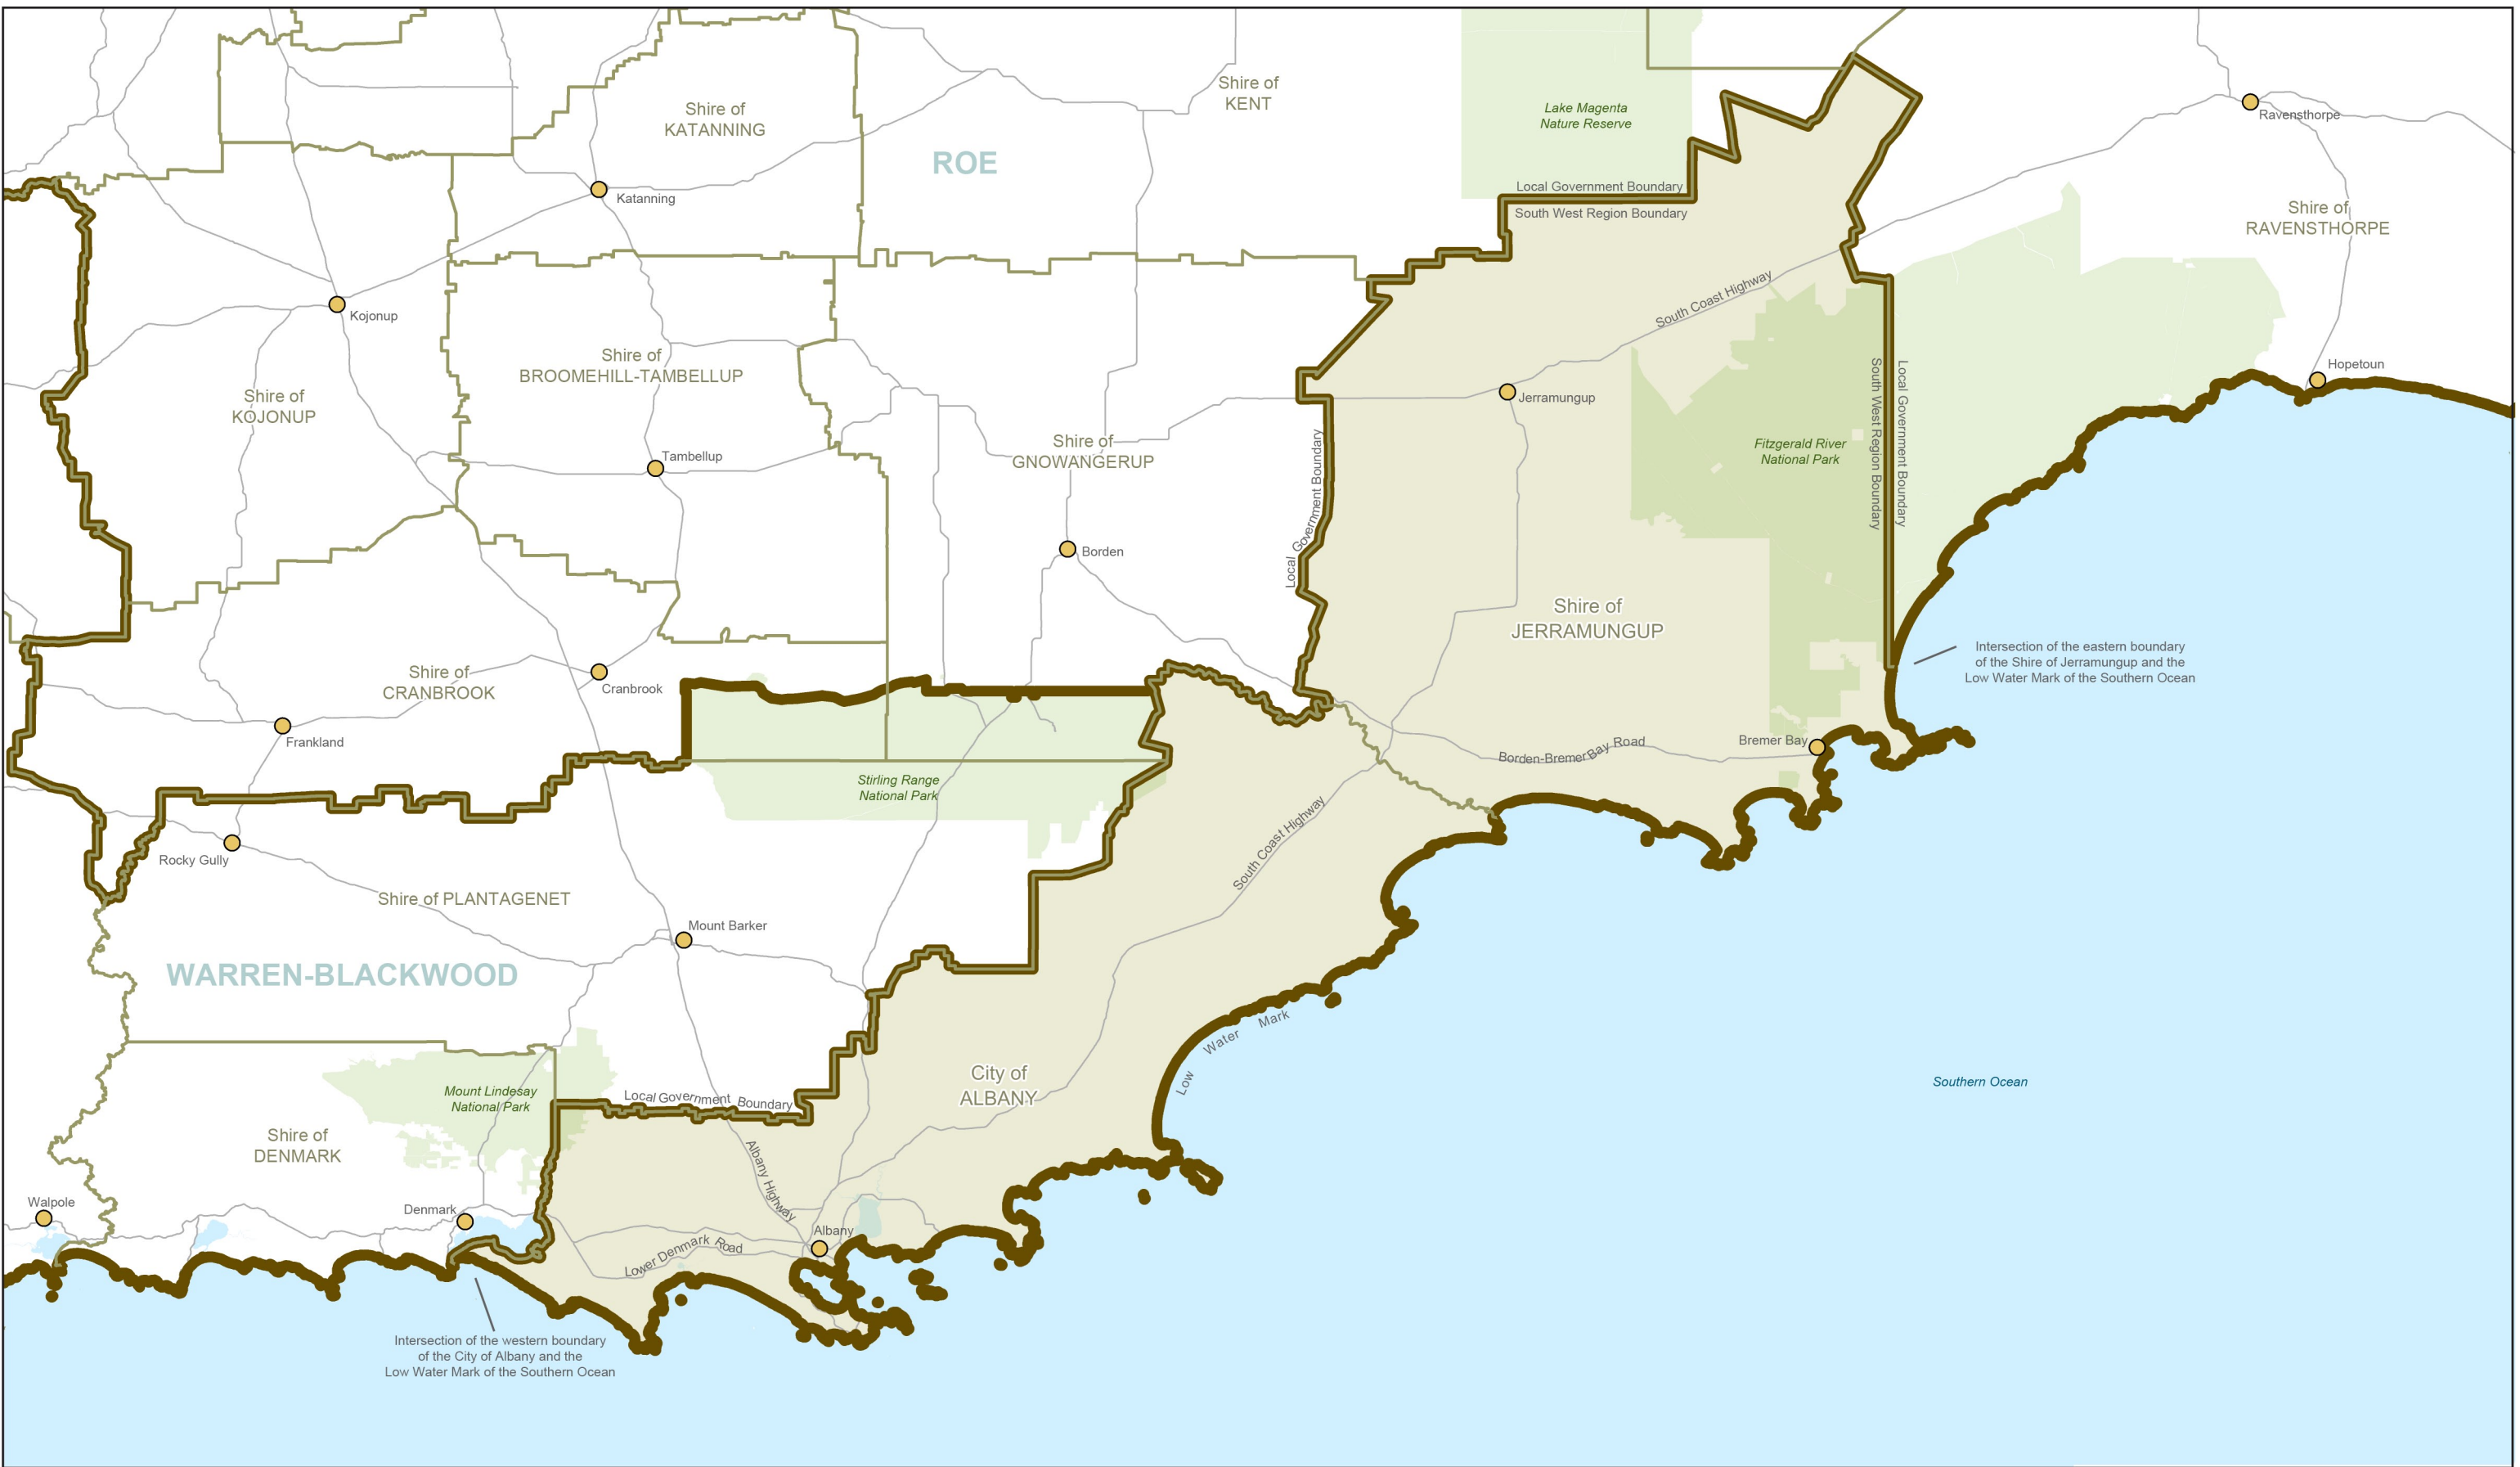 Shire of
KATANNING
Shire of
KENT
Lake Magenta
Nature Reserve
Ravensthorpe
ROE
Katanning
Local Government Boundary
South West Region Boundary
Shire of
RAVENSTHORPE
Kojonup
South Coast Highway
Shire of
BROOMEHILL-TAMBELLUP
Hopetoun
Shire of
KOJONUP
Jerramungup
Local Government Boundary
South West Region Boundary
Shire of
GNOWANGERUP
Fitzgerald River
National Park
Tambellup
Local Government Boundary
Borden
Shire of
JERRAMUNGUP
Intersection of the eastern boundary
of the Shire of Jerramungup and the
Low Water Mark of the Southern Ocean
Shire of
CRANBROOK
Cranbrook
Frankland
Bremer Bay
Borden-Bremer Bay Road
Stirling Range
National Park
South Coast Highway
Rocky Gully
Shire of PLANTAGENET
Mount Barker
WARREN-BLACKWOOD
Low Water Mark
City of
ALBANY
Southern Ocean
Mount Lindesay
National Park
Local Government Boundary
Shire of
DENMARK
Albany Highway
Walpole
Denmark
Albany
Lower Denmark Road
Intersection of the western boundary
of the City of Albany and the
Low Water Mark of the Southern Ocean